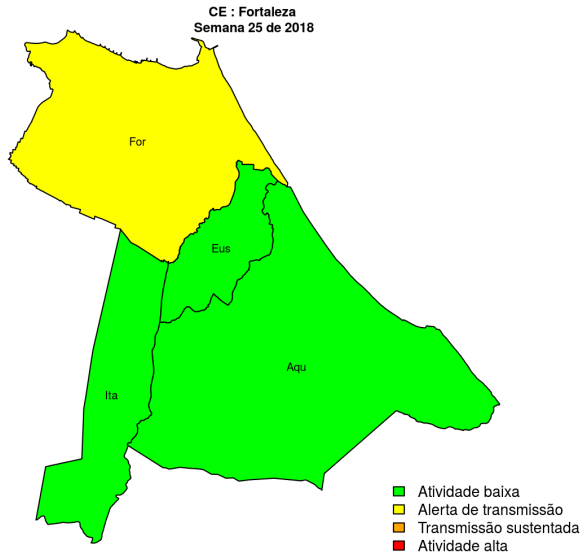 CE : Fortaleza
Semana 25 de 2018
For
Eus
Aqu
Ita
Atividade baixa
Alerta de transmissão
Transmissão sustentada
Atividade alta